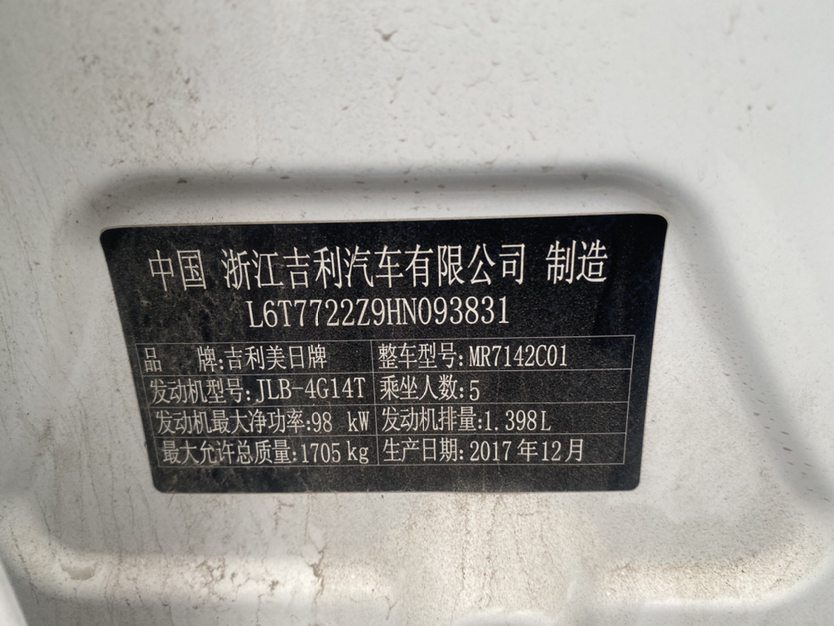 中国 浙江吉利汽车有限公司 制造
L6T7722Z9HN093831
品 牌:吉利美日牌 整车型号:MR7142C01
发动机型号:JLB-4G14T 乘坐人数:5
发动机最大净功率:98 kW 发动机排量:1.398L
最大允许总质量:1705kg 生产日期:2017年12月